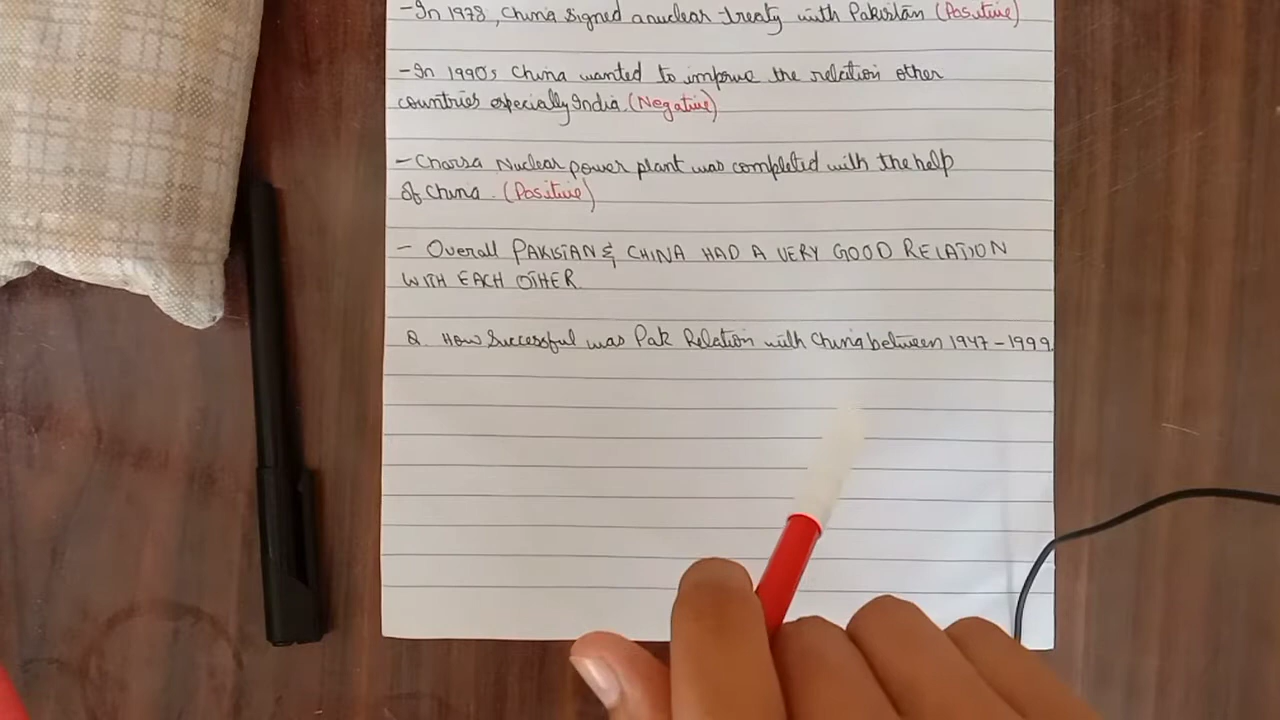 -In 1978, China signed a nuclear treaty with Pakistan (Positive)
-In 1990s China wanted to improve the relation other
countries especially India. (Negative)
- Charsa Nuclear power plant was completed with the help
of China. (Positive)
- Overall PAKISTAN & CHINA HAD A VERY GOOD RELATION
WITH EACH OTHER.
Q. How Successful was Pak Relation with China between 1947-1999.